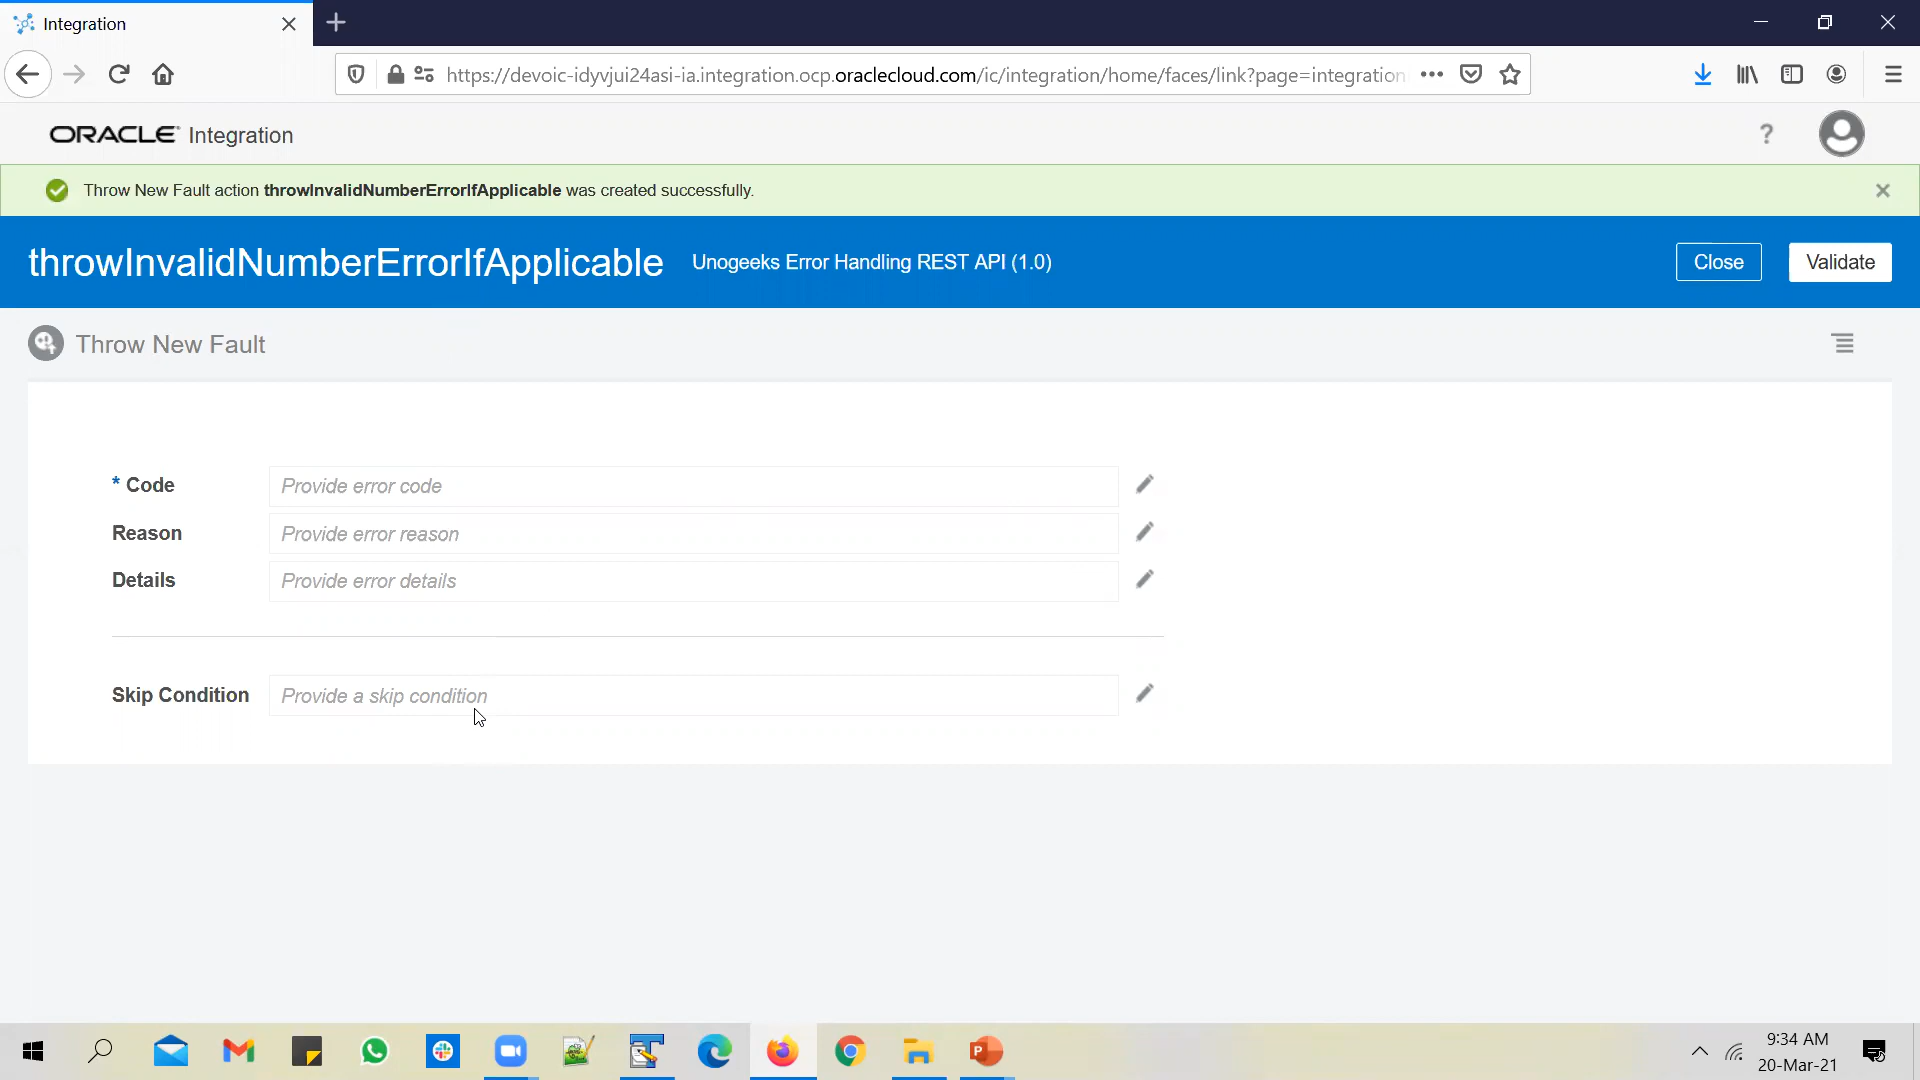 Integration
https://devoic-idyvjui24asi-ia.integration.ocp.oraclecloud.com/ic/integration/home/faces/link?page=integration
ORACLE Integration
?
Throw New Fault action throwInvalidNumberErrorIfApplicable was created successfully.
throwInvalidNumberErrorIfApplicable Unogeeks Error Handling REST API (1.0) Close Validate
Throw New Fault
* Code Provide error code
Reason Provide error reason
Details Provide error details
Skip Condition Provide a skip condition
9:34 AM
20-Mar-21